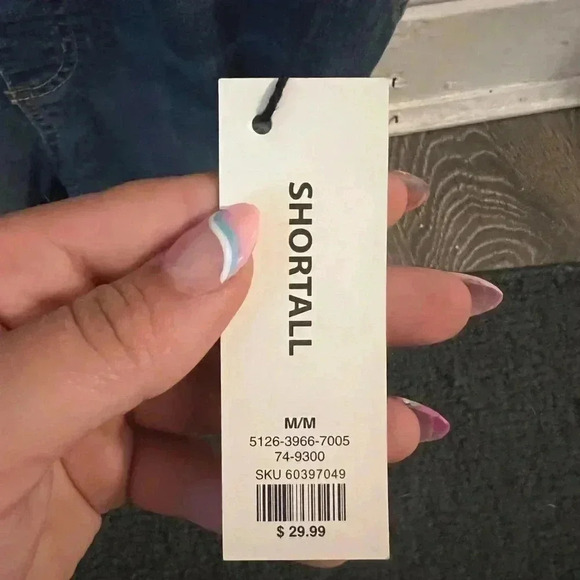 SHORTALL
M/M
5126-3966-7005
74-9300
SKU 60397049
$ 29.99